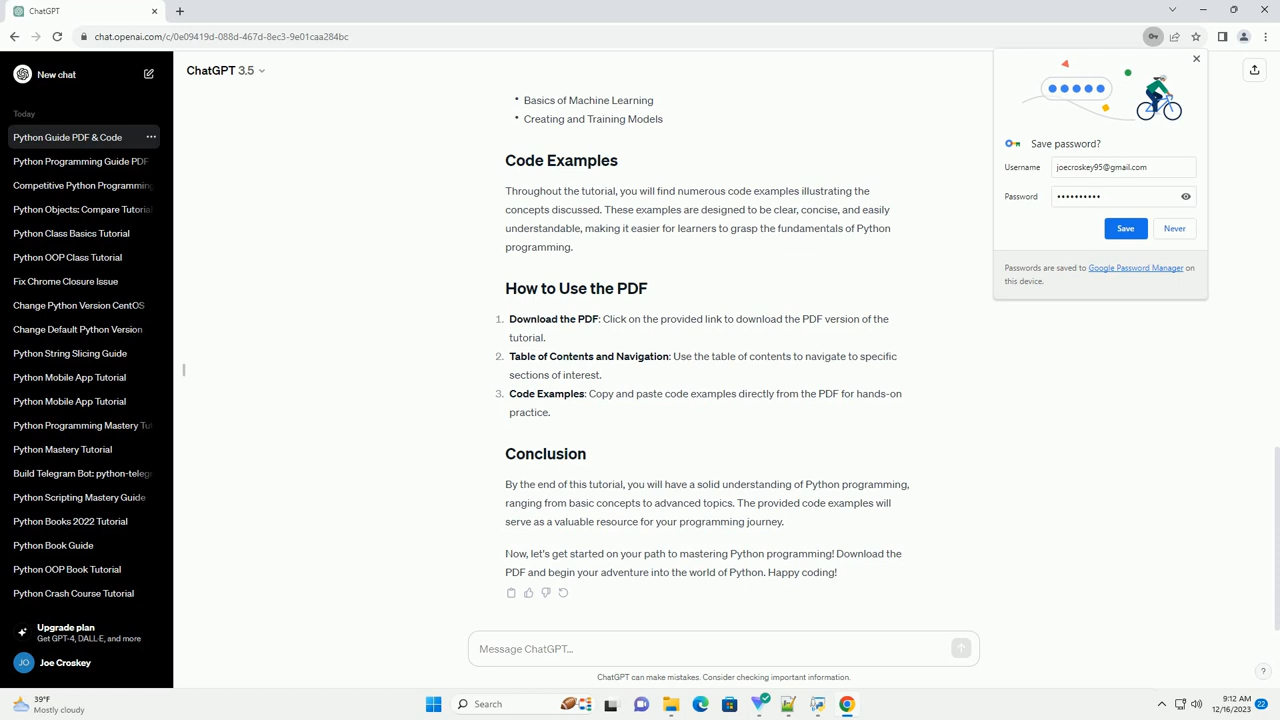 ChatGPT
chat.openai.com/c/0e09419d-088d-467d-8ec3-9e01caa284bc
New chat
Today
Python Guide PDF & Code
Python Programming Guide PDF
Competitive Python Programming
Python Objects: Compare Tutorial
Python Class Basics Tutorial
Python OOP Class Tutorial
Fix Chrome Closure Issue
Change Python Version CentOS
Change Default Python Version
Python String Slicing Guide
Python Mobile App Tutorial
Python Mobile App Tutorial
Python Programming Mastery Tu
Python Mastery Tutorial
Build Telegram Bot: python-telegr
Python Scripting Mastery Guide
Python Books 2022 Tutorial
Python Book Guide
Python OOP Book Tutorial
Python Crash Course Tutorial
Upgrade plan
Get GPT-4, DALL·E, and more
JO Joe Croskey
ChatGPT 3.5
• Basics of Machine Learning
• Creating and Training Models
Code Examples
Throughout the tutorial, you will find numerous code examples illustrating the
concepts discussed. These examples are designed to be clear, concise, and easily
understandable, making it easier for learners to grasp the fundamentals of Python
programming.
How to Use the PDF
1. Download the PDF: Click on the provided link to download the PDF version of the
tutorial.
2. Table of Contents and Navigation: Use the table of contents to navigate to specific
sections of interest.
3. Code Examples: Copy and paste code examples directly from the PDF for hands-on
practice.
Conclusion
By the end of this tutorial, you will have a solid understanding of Python programming,
ranging from basic concepts to advanced topics. The provided code examples will
serve as a valuable resource for your programming journey.
Now, let's get started on your path to mastering Python programming! Download the
PDF and begin your adventure into the world of Python. Happy coding!
Message ChatGPT...
ChatGPT can make mistakes. Consider checking important information.
?
Save password?
Username joecroskey95@gmail.com
Password ••••••••••
Save Never
Passwords are saved to Google Password Manager on
this device.
39°F
Mostly cloudy
Search
9:12 AM
12/16/2023
22